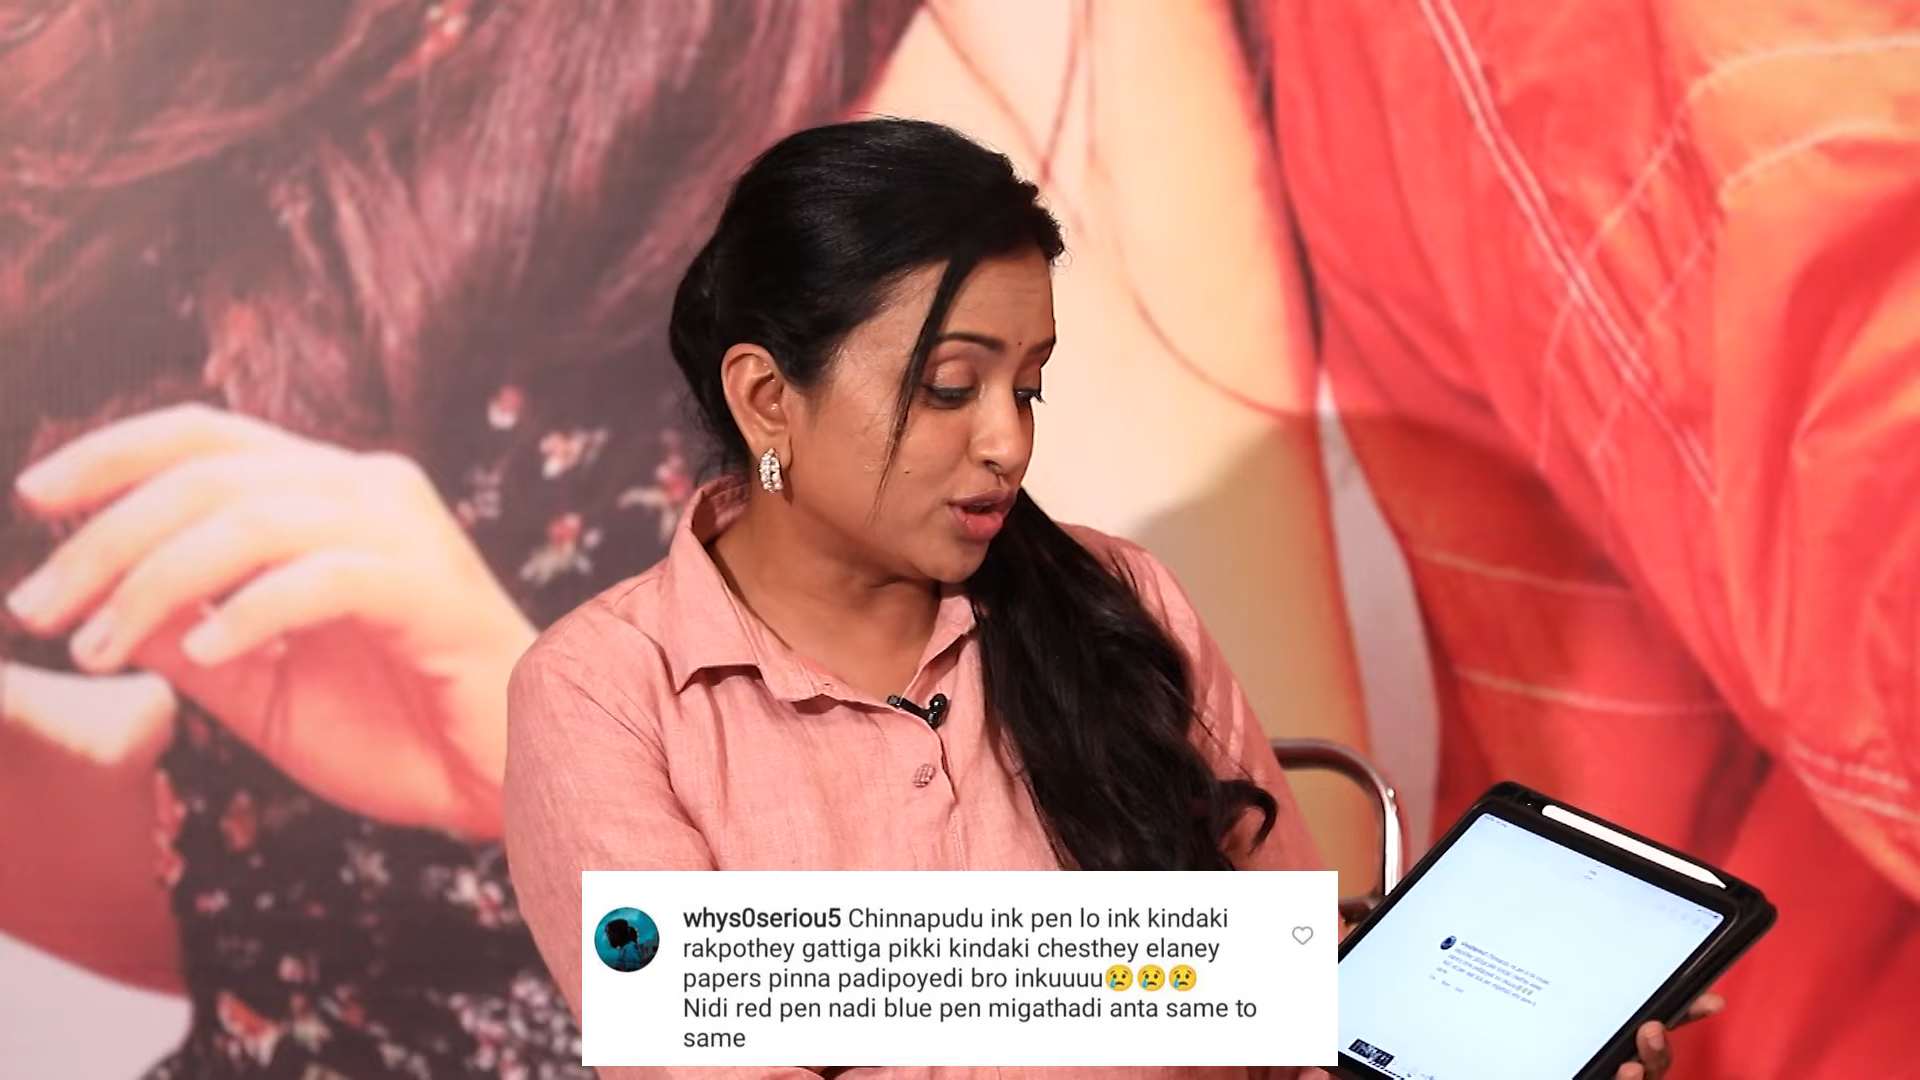 whys0seriou5 Chinnapudu ink pen lo ink kindaki
rakpothey gattiga pikki kindaki chesthey elaney
papers pinna padipoyedi bro inkuuuu😢😢😢
Nidi red pen nadi blue pen migathadi anta same to
same